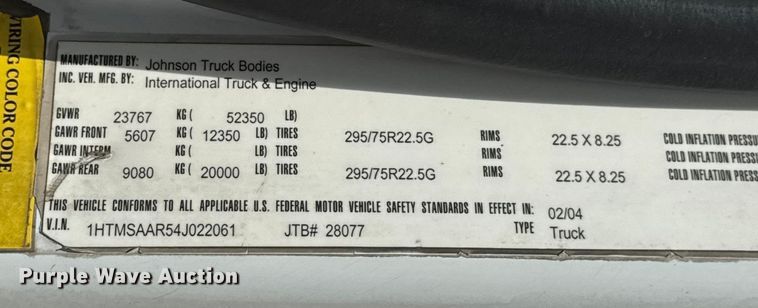 WIRING COLOR CODE
MANUFACTURED BY: Johnson Truck Bodies
INC. VEH. MFG. BY: International Truck & Engine
GVWR 23767 KG ( 52350 LB)
GAWR FRONT 5607 KG ( 12350 LB) TIRES 295/75R22.5G RIMS 22.5 X 8.25 COLD INFLATION PRESSU
GAWR INTERM KG ( LB) TIRES RIMS COLD INFLATION PRESSU
GAWR REAR 9080 KG ( 20000 LB) TIRES 295/75R22.5G RIMS 22.5 X 8.25 COLD INFLATION PRESSU
THIS VEHICLE CONFORMS TO ALL APPLICABLE U.S. FEDERAL MOTOR VEHICLE SAFETY STANDARDS IN EFFECT IN: 02/04
V.I.N. 1HTMSAAR54J022061 JTB# 28077 TYPE Truck
Purple Wave Auction